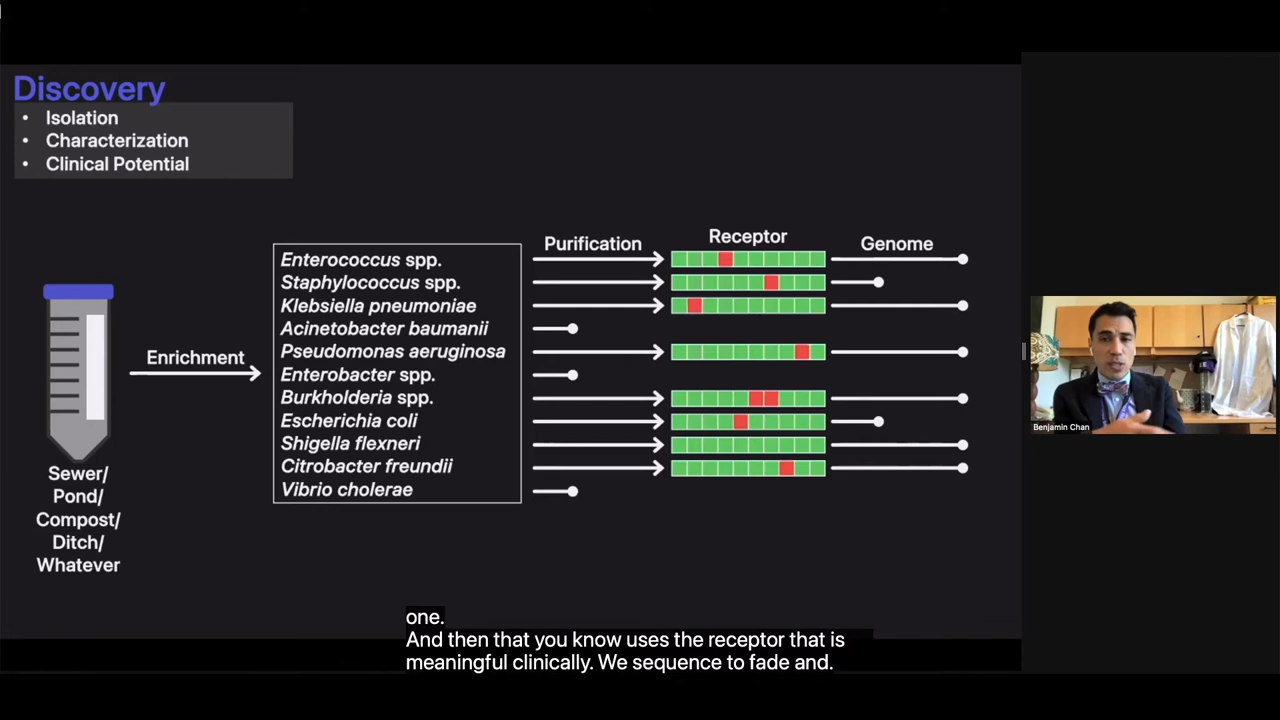 Discovery
• Isolation
• Characterization
• Clinical Potential
Purification
Receptor
Genome
Enrichment
Enterococcus spp.
Staphylococcus spp.
Klebsiella pneumoniae
Acinetobacter baumanii
Pseudomonas aeruginosa
Enterobacter spp.
Burkholderia spp.
Escherichia coli
Shigella flexneri
Citrobacter freundii
Vibrio cholerae
Sewer/
Pond/
Compost/
Ditch/
Whatever
Benjamin Chan
one.
And then that you know uses the receptor that is
meaningful clinically. We sequence to fade and.